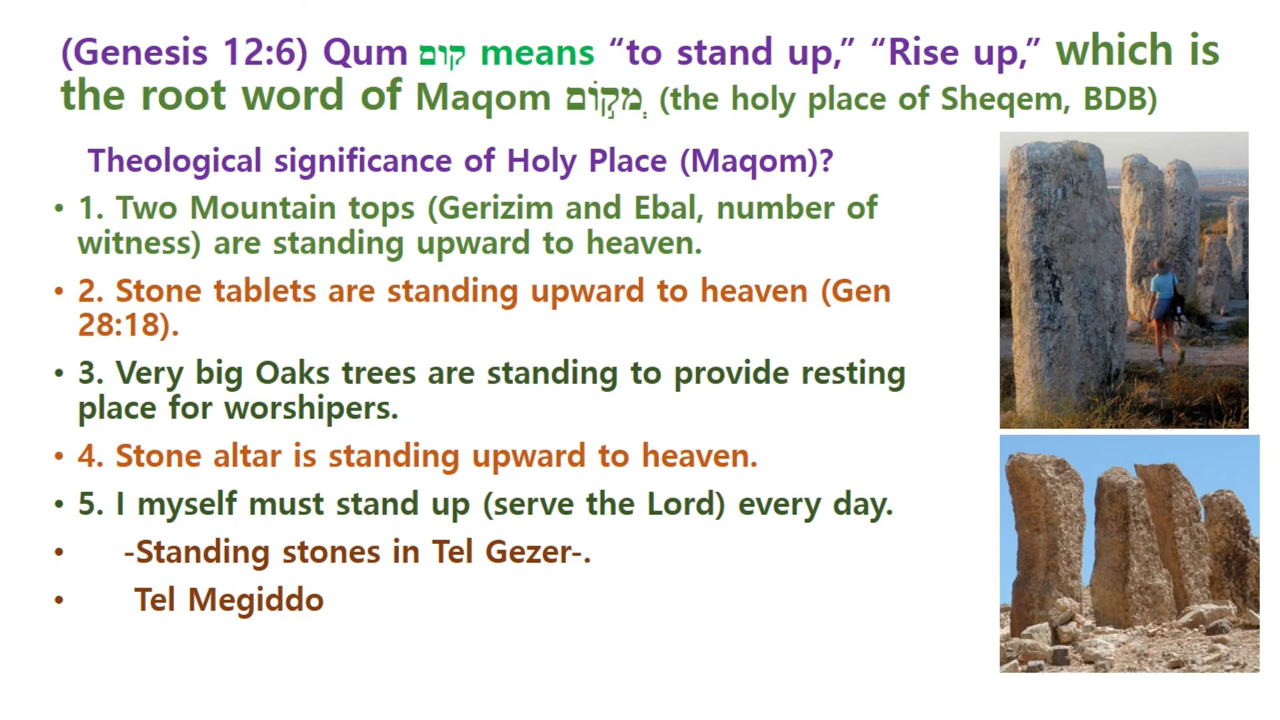 (Genesis 12:6) Qum קום means “to stand up,” “Rise up,” which is
the root word of Maqom מְקֹ֣ום (the holy place of Sheqem, BDB)
Theological significance of Holy Place (Maqom)?
• 1. Two Mountain tops (Gerizim and Ebal, number of
witness) are standing upward to heaven.
• 2. Stone tablets are standing upward to heaven (Gen
28:18).
• 3. Very big Oaks trees are standing to provide resting
place for worshipers.
• 4. Stone altar is standing upward to heaven.
• 5. I myself must stand up (serve the Lord) every day.
• -Standing stones in Tel Gezer-.
• Tel Megiddo